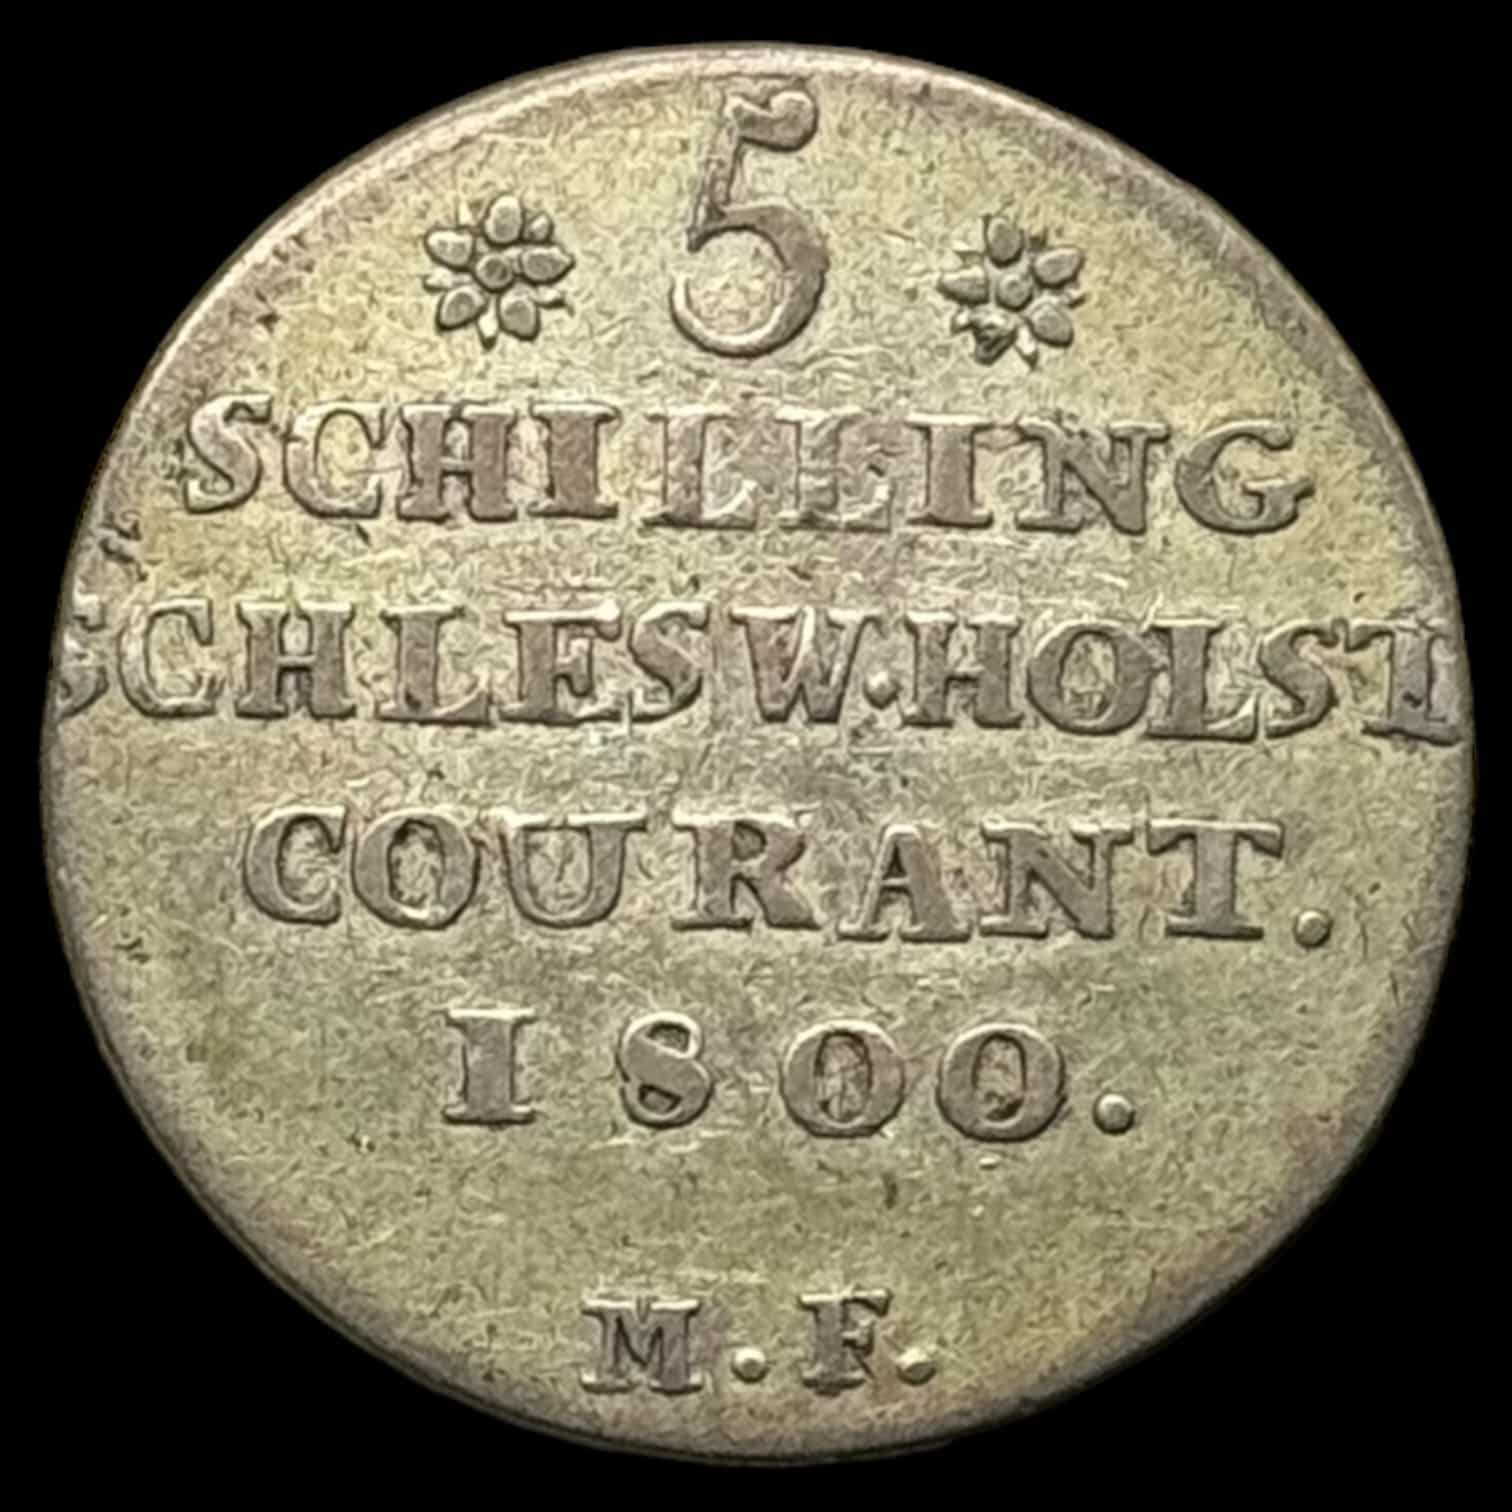 5
SCHILLING
SCHLESW·HOLST
COURANT.
1800.
M·F.